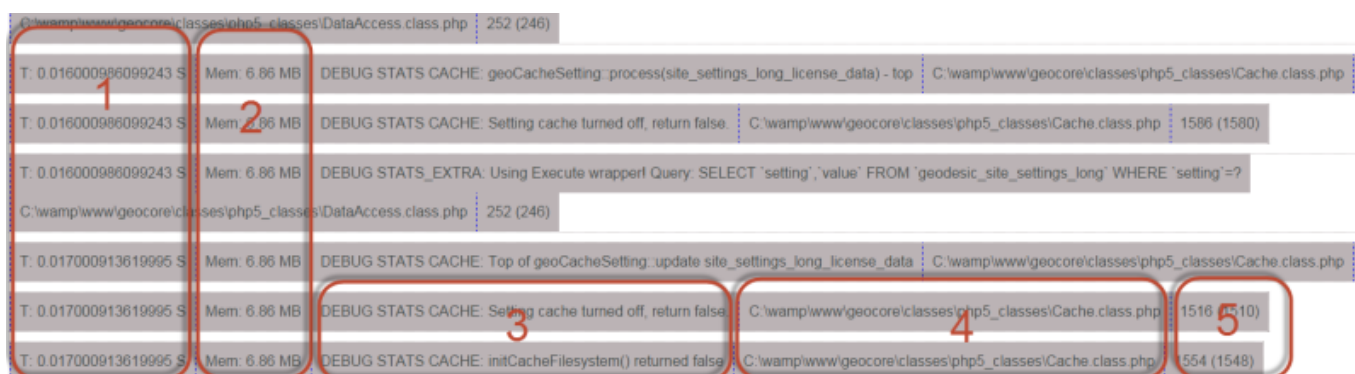 C:\wamp\www\geocore\classes\php5_classes\DataAccess.class.php 252 (246)
T: 0.016000986099243 S Mem: 6.86 MB DEBUG STATS CACHE: geoCacheSetting::process(site_settings_long_license_data) - top C:\wamp\www\geocore\classes\php5_classes\Cache.class.php
1
2
T: 0.016000986099243 S Mem: 6.86 MB DEBUG STATS CACHE: Setting cache turned off, return false. C:\wamp\www\geocore\classes\php5_classes\Cache.class.php 1586 (1580)
T: 0.016000986099243 S Mem: 6.86 MB DEBUG STATS_EXTRA: Using Execute wrapper! Query: SELECT `setting`,`value` FROM `geodesic_site_settings_long` WHERE `setting`=?
C:\wamp\www\geocore\classes\php5_classes\DataAccess.class.php 252 (246)
T: 0.017000913619995 S Mem: 6.86 MB DEBUG STATS CACHE: Top of geoCacheSetting::update site_settings_long_license_data C:\wamp\www\geocore\classes\php5_classes\Cache.class.php
T: 0.017000913619995 S Mem: 6.86 MB DEBUG STATS CACHE: Setting cache turned off, return false. C:\wamp\www\geocore\classes\php5_classes\Cache.class.php 1516 (1510)
3
4
5
T: 0.017000913619995 S Mem: 6.86 MB DEBUG STATS CACHE: initCacheFilesystem() returned false C:\wamp\www\geocore\classes\php5_classes\Cache.class.php 1554 (1548)